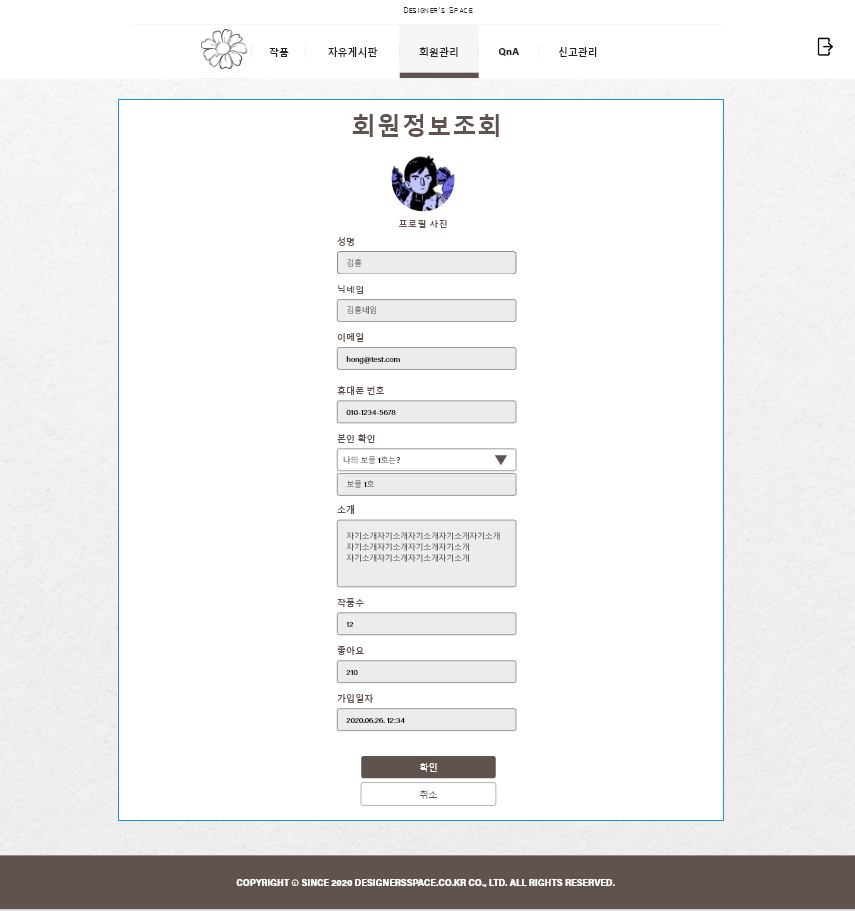 Designer's Space
작품
자유게시판
회원관리
QnA
신고관리
회원정보조회
프로필 사진
성명
김홍
닉네임
김홍네임
이메일
hong@test.com
휴대폰 번호
010-1234-5678
본인 확인
나의 보물 1호는?
보물 1호
소개
자기소개자기소개자기소개자기소개자기소개
자기소개자기소개자기소개자기소개
자기소개자기소개자기소개자기소개
작품수
12
좋아요
210
가입일자
2020.06.26. 12:34
확인
취소
COPYRIGHT © SINCE 2020 DESIGNERSSPACE.CO.KR CO., LTD. ALL RIGHTS RESERVED.